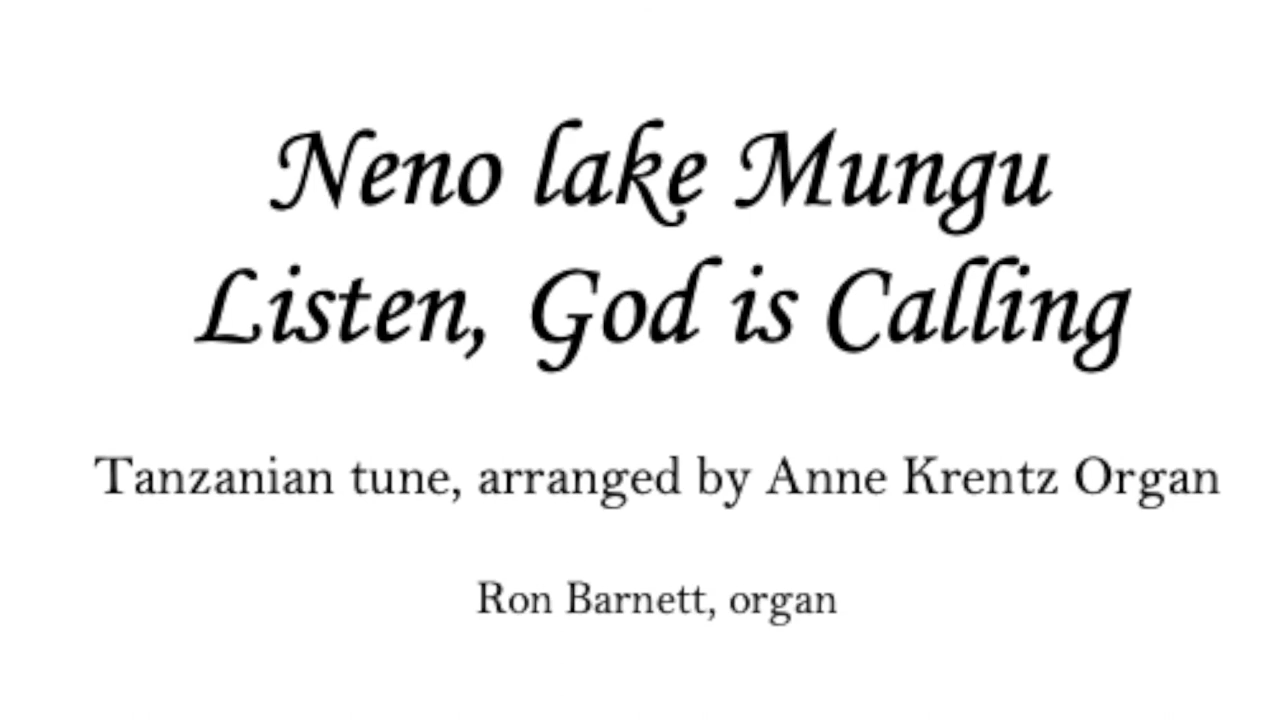 Neno lake Mungu
Listen, God is Calling
Tanzanian tune, arranged by Anne Krentz Organ
Ron Barnett, organ